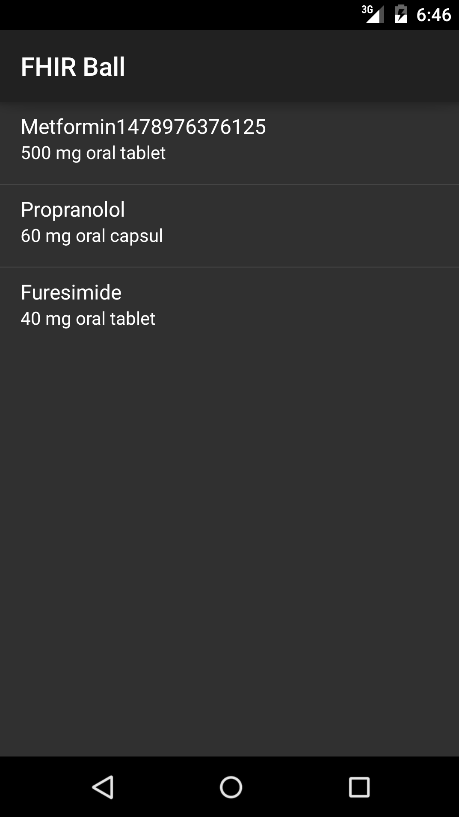 3G 6:46
FHIR Ball
Metformin1478976376125
500 mg oral tablet
Propranolol
60 mg oral capsul
Furesimide
40 mg oral tablet